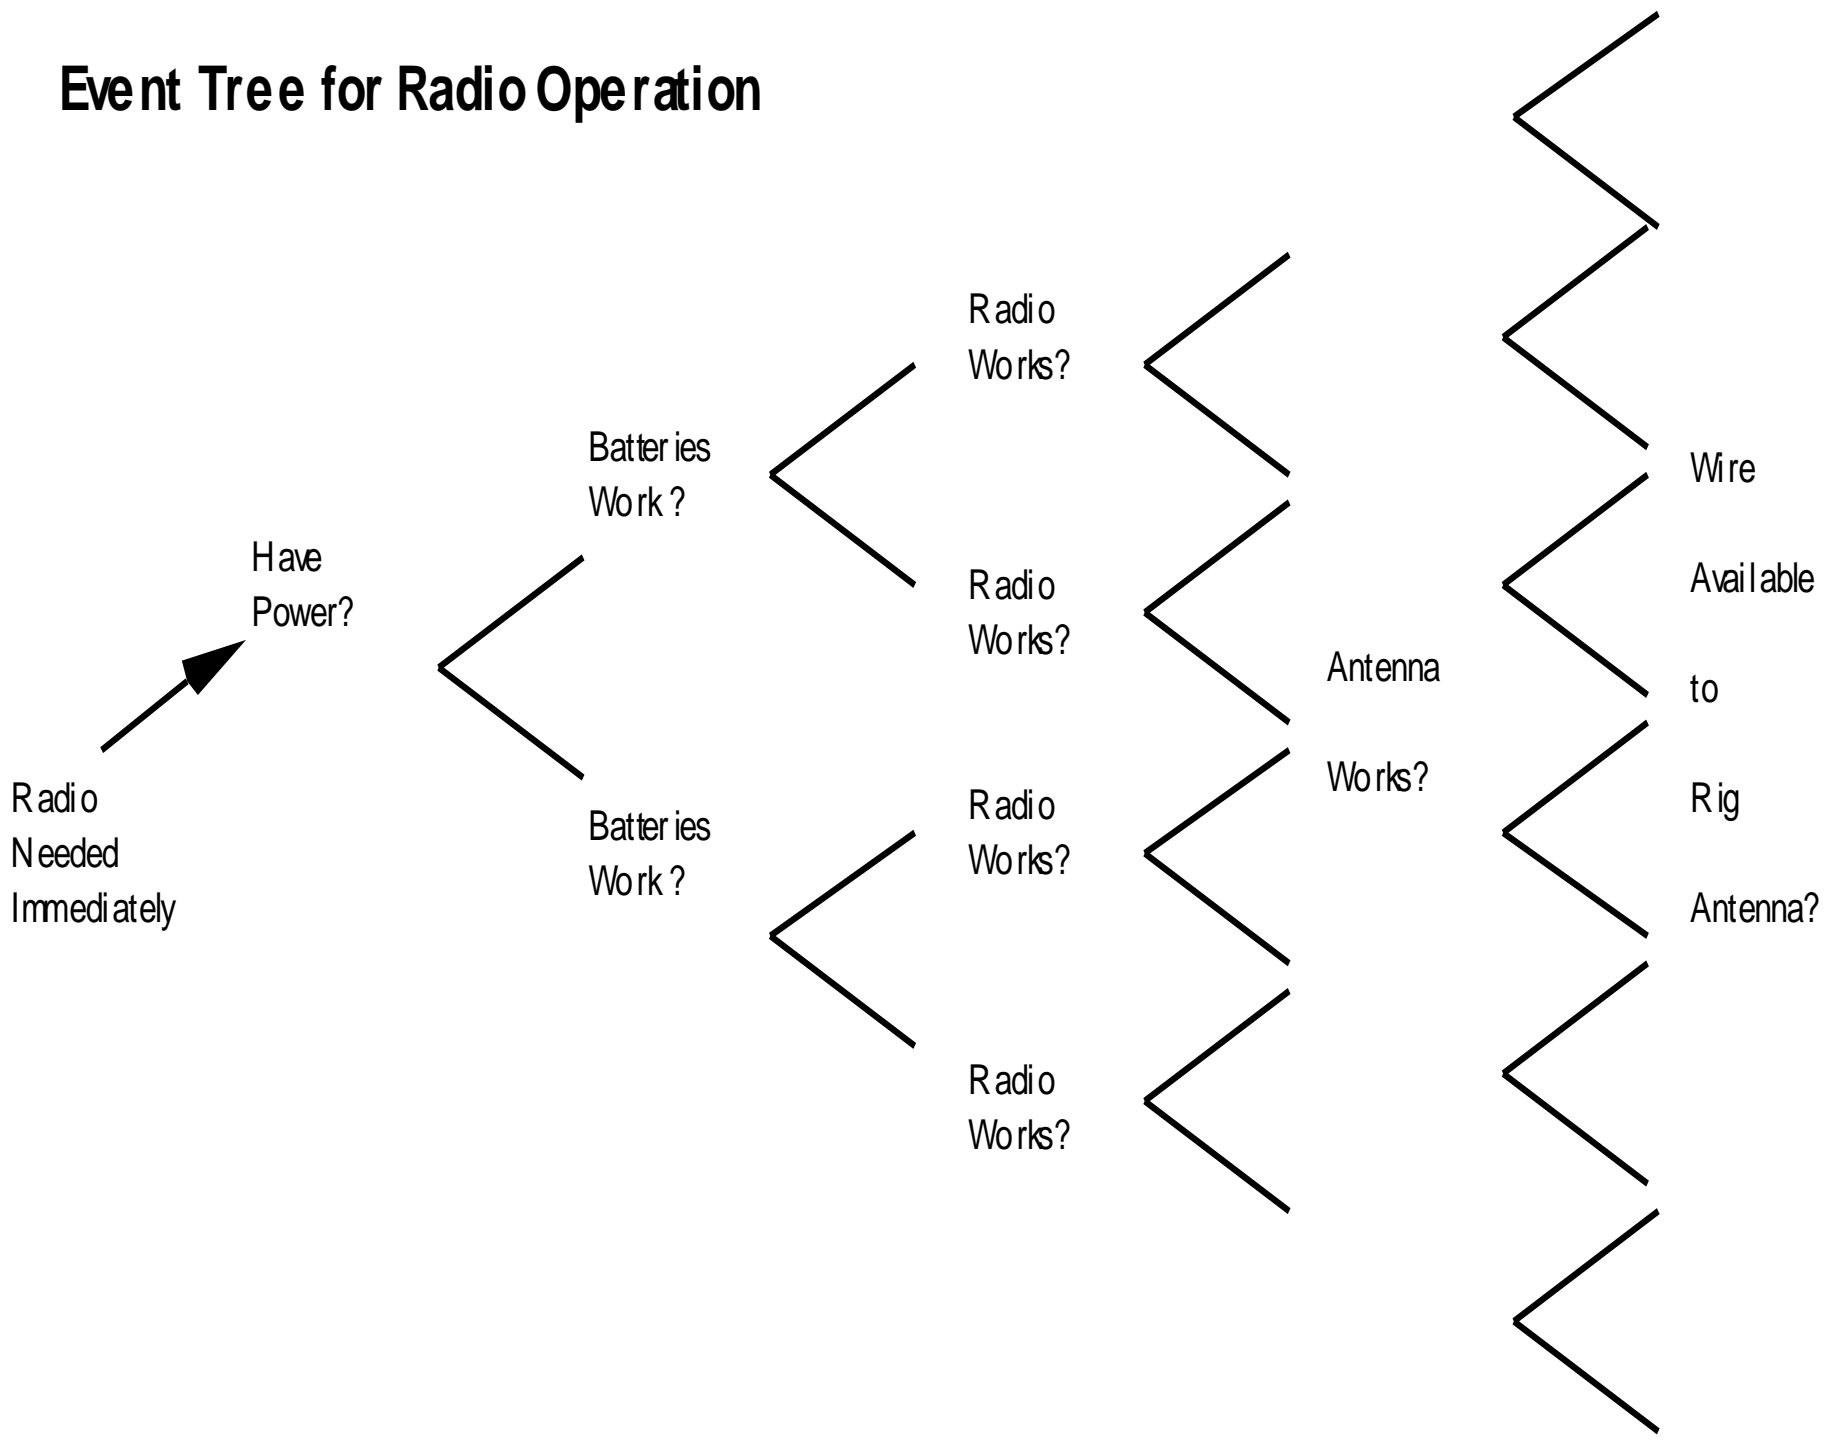 Event Tree for Radio Operation
Radio
Needed
Immediately
Have
Power?
Batteries
Work?
Batteries
Work?
Radio
Works?
Radio
Works?
Radio
Works?
Radio
Works?
Antenna
Works?
Wire
Available
to
Rig
Antenna?